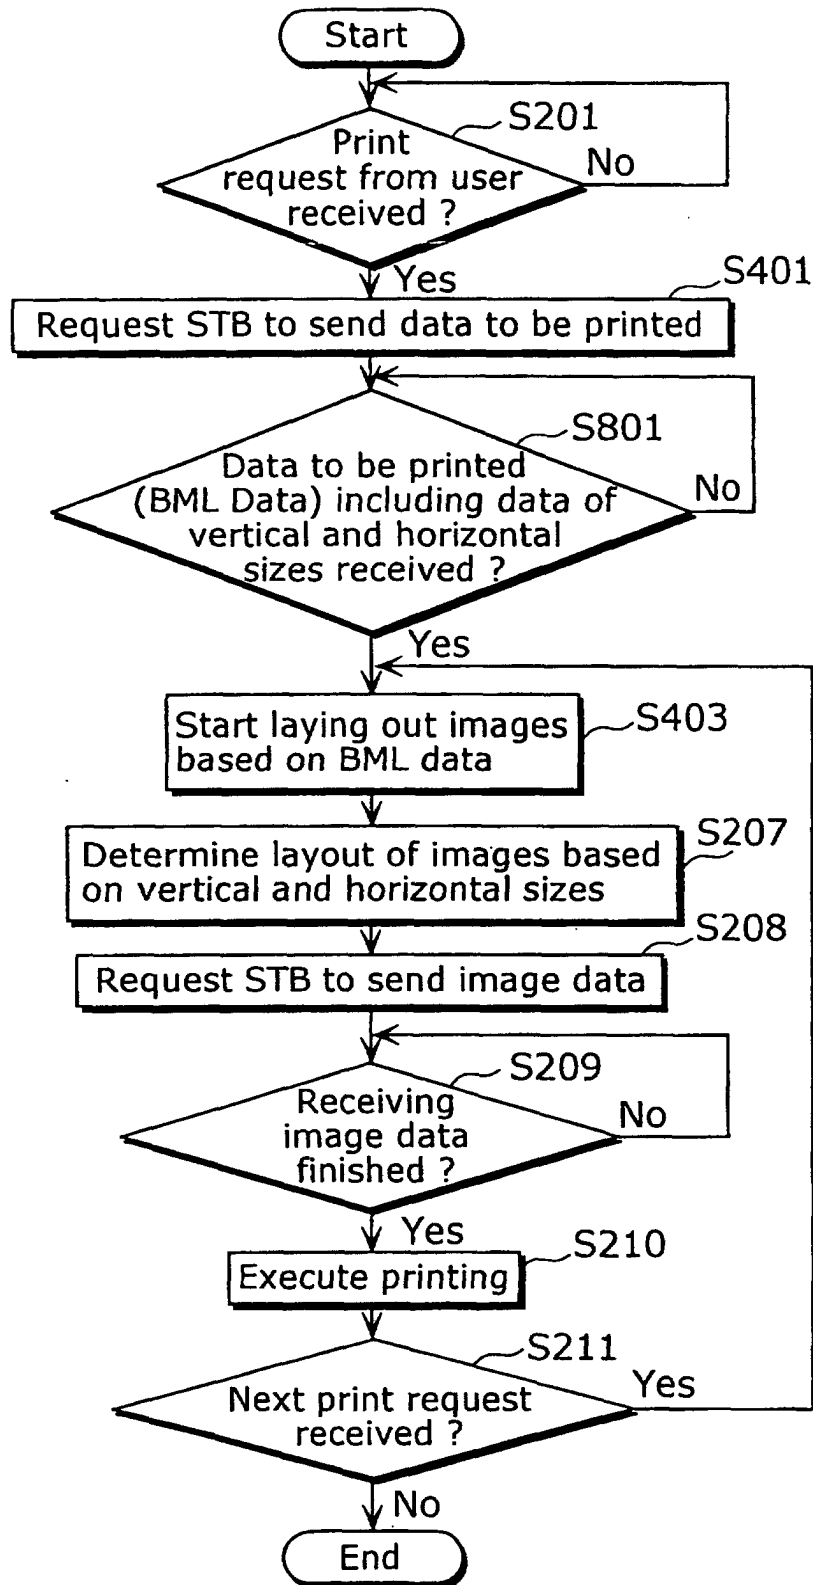 Start
S201
Print
request from user
received ?
No
Yes
S401
Request STB to send data to be printed
S801
Data to be printed
(BML Data) including data of
vertical and horizontal
sizes received ?
No
Yes
Start laying out images
based on BML data
S403
Determine layout of images based
on vertical and horizontal sizes
S207
S208
Request STB to send image data
S209
Receiving
image data
finished ?
No
Yes
S210
Execute printing
S211
Next print request
received ?
Yes
No
End